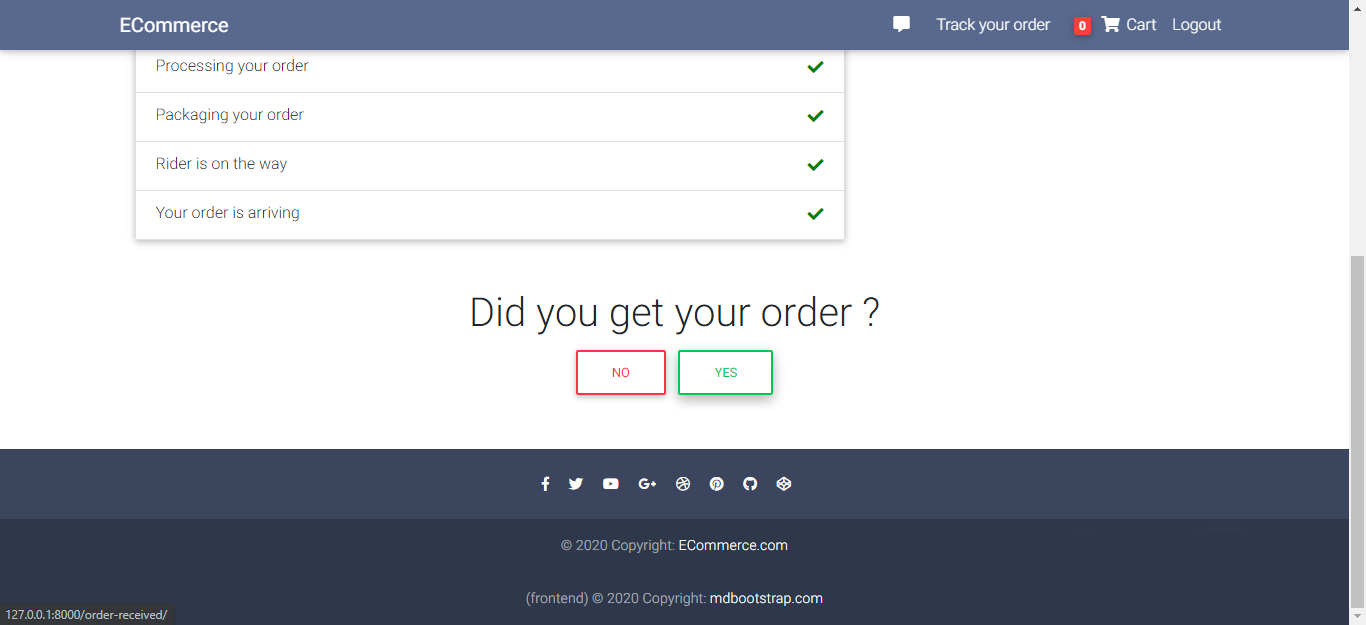 ECommerce Track your order 0 Cart Logout
Processing your order
Packaging your order
Rider is on the way
Your order is arriving
Did you get your order ?
NO YES
© 2020 Copyright: ECommerce.com
(frontend) © 2020 Copyright: mdbootstrap.com
127.0.0.1:8000/order-received/